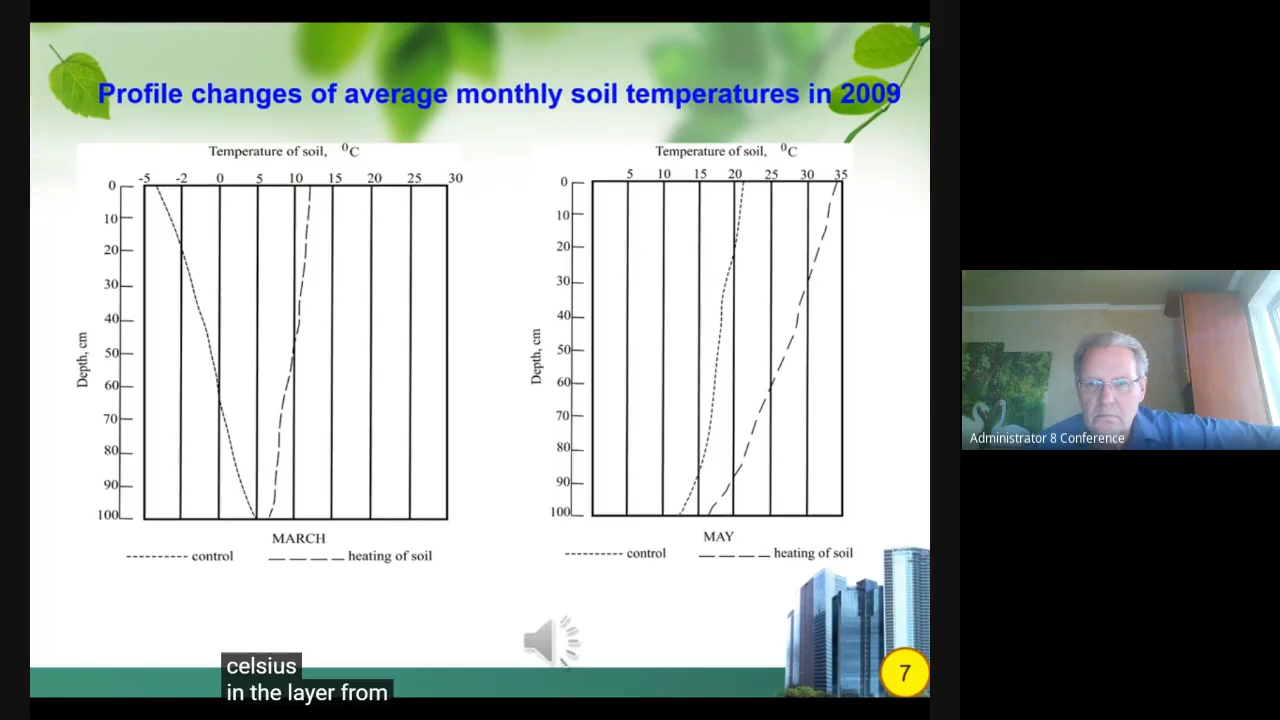 Profile changes of average monthly soil temperatures in 2009
Temperature of soil, ⁰C
-5 -2 0 5 10 15 20 25 30
0
10
20
30
40
50
60
70
80
90
100
Depth, cm
MARCH
control heating of soil
Temperature of soil, ⁰C
5 10 15 20 25 30 35
0
10
20
30
40
50
60
70
80
90
100
Depth, cm
MAY
control heating of soil
7
celsius
in the layer from
Administrator 8 Conference